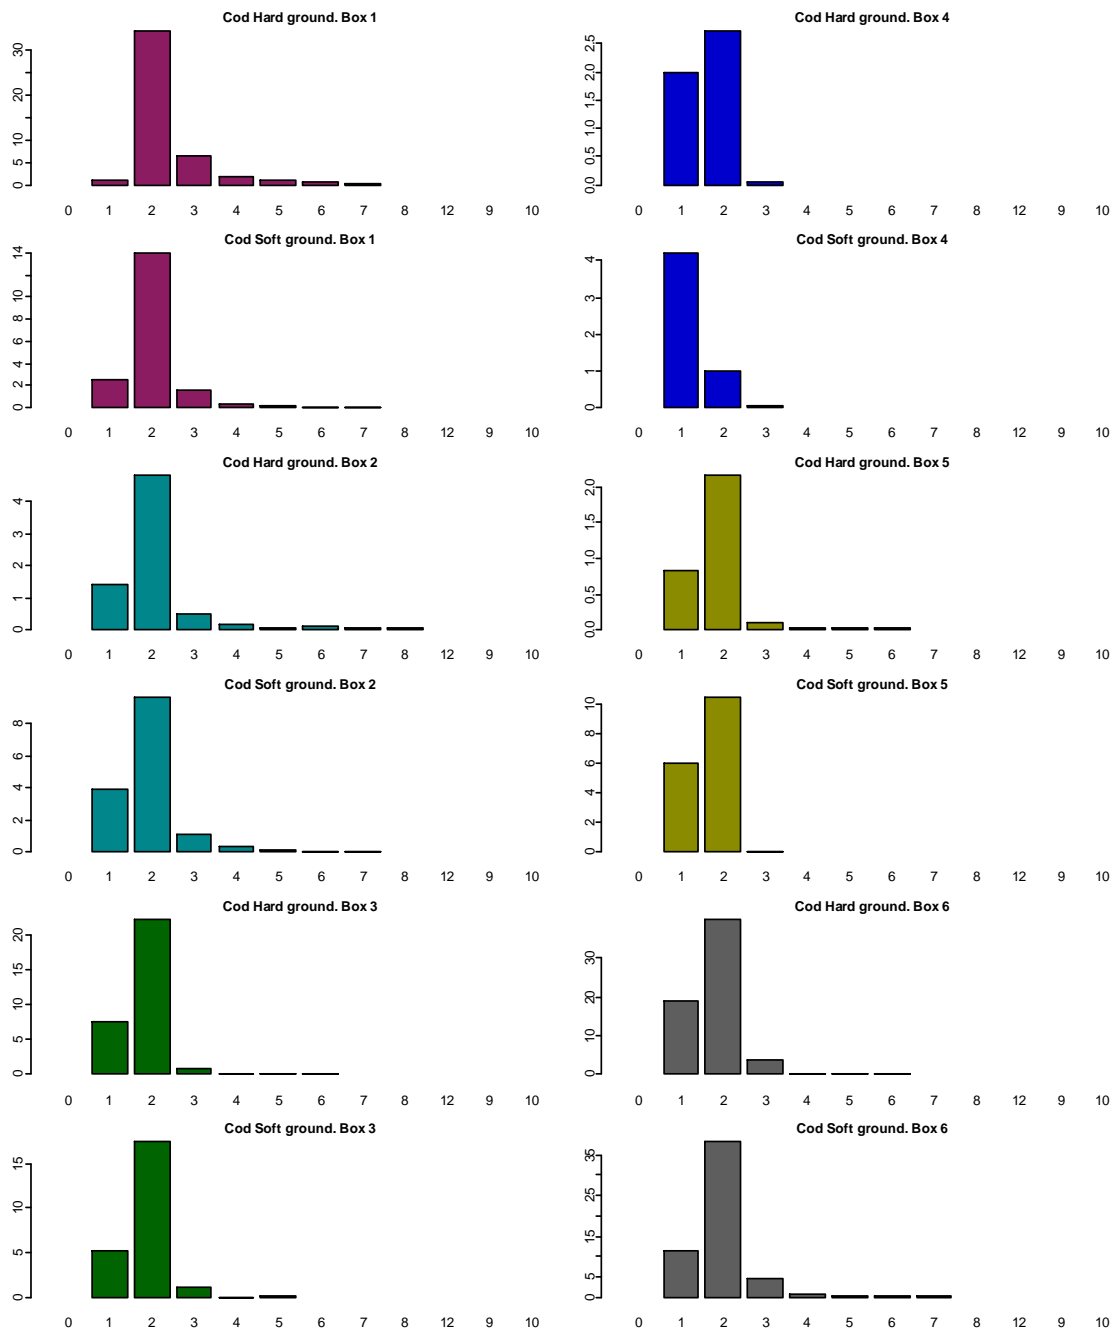 Cod Hard ground. Box 1
30
20
10
5
0
0 1 2 3 4 5 6 7 8 12 9 10
Cod Soft ground. Box 1
14
10
8
6
4
2
0
0 1 2 3 4 5 6 7 8 12 9 10
Cod Hard ground. Box 2
4
3
2
1
0
0 1 2 3 4 5 6 7 8 12 9 10
Cod Soft ground. Box 2
8
6
4
2
0
0 1 2 3 4 5 6 7 8 12 9 10
Cod Hard ground. Box 3
20
15
10
5
0
0 1 2 3 4 5 6 7 8 12 9 10
Cod Soft ground. Box 3
15
10
5
0
0 1 2 3 4 5 6 7 8 12 9 10
Cod Hard ground. Box 4
2.5
2.0
1.5
1.0
0.5
0.0
0 1 2 3 4 5 6 7 8 12 9 10
Cod Soft ground. Box 4
4
3
2
1
0
0 1 2 3 4 5 6 7 8 12 9 10
Cod Hard ground. Box 5
2.0
1.5
1.0
0.5
0.0
0 1 2 3 4 5 6 7 8 12 9 10
Cod Soft ground. Box 5
10
8
6
4
2
0
0 1 2 3 4 5 6 7 8 12 9 10
Cod Hard ground. Box 6
30
20
10
0
0 1 2 3 4 5 6 7 8 12 9 10
Cod Soft ground. Box 6
35
25
15
5
0
0 1 2 3 4 5 6 7 8 12 9 10